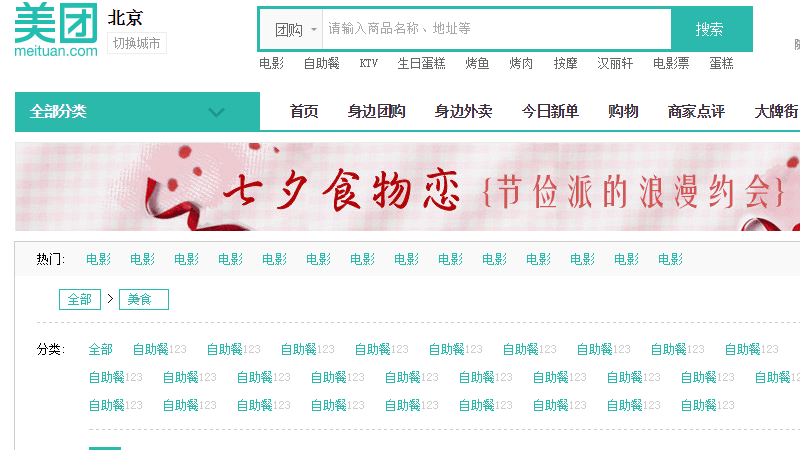 美团
meituan.com
北京
切换城市
团购 请输入商品名称、地址等 搜索
电影 自助餐 KTV 生日蛋糕 烤鱼 烤肉 按摩 汉丽轩 电影票 蛋糕
全部分类 首页 身边团购 身边外卖 今日新单 购物 商家点评 大牌街
七夕食物恋 {节俭派的浪漫约会}
热门: 电影 电影 电影 电影 电影 电影 电影 电影 电影 电影 电影 电影 电影 电影
全部 > 美食
分类: 全部 自助餐123 自助餐123 自助餐123 自助餐123 自助餐123 自助餐123 自助餐123 自助餐123 自助餐123
自助餐123 自助餐123 自助餐123 自助餐123 自助餐123 自助餐123 自助餐123 自助餐123 自助餐123 自助餐12
自助餐123 自助餐123 自助餐123 自助餐123 自助餐123 自助餐123 自助餐123 自助餐123 自助餐123